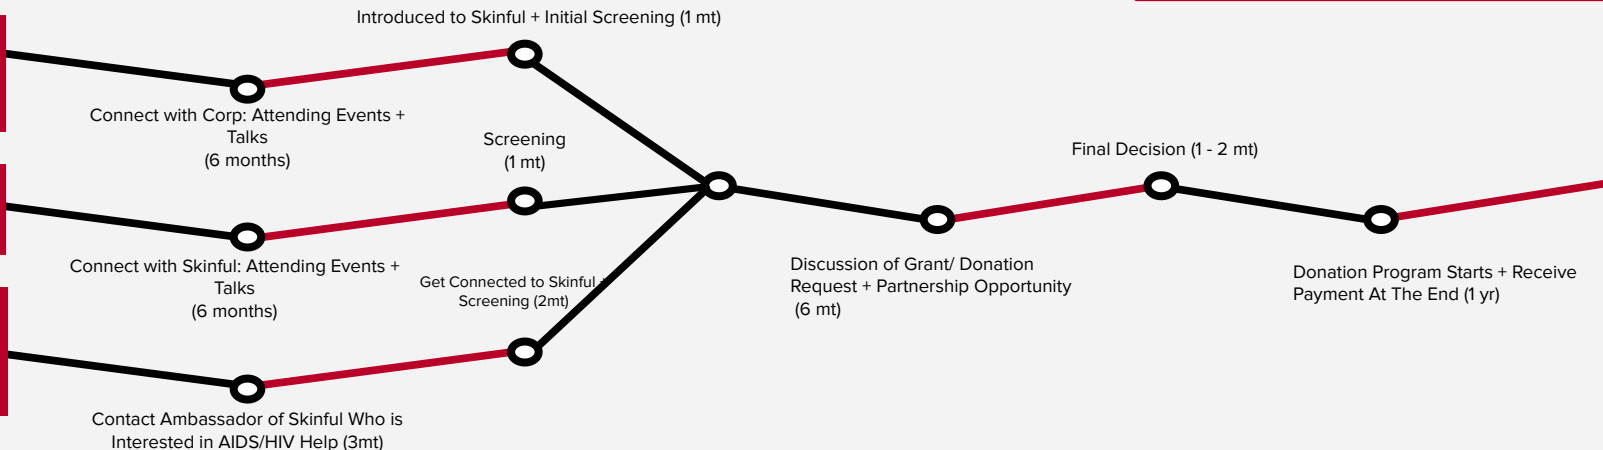 Introduced to Skinful + Initial Screening (1 mt)
Connect with Corp: Attending Events +
Talks
(6 months)
Screening
(1 mt)
Final Decision (1 - 2 mt)
Connect with Skinful: Attending Events +
Talks
(6 months)
Get Connected to Skinful +
Screening (2mt)
Discussion of Grant/ Donation
Request + Partnership Opportunity
(6 mt)
Donation Program Starts + Receive
Payment At The End (1 yr)
Contact Ambassador of Skinful Who is
Interested in AIDS/HIV Help (3mt)